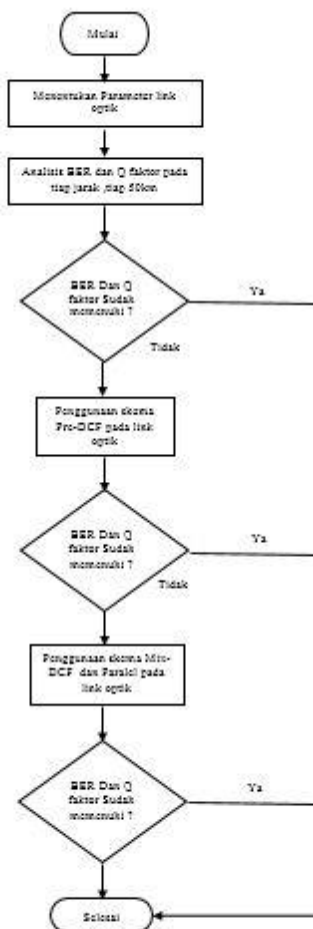 Mulai
Menentukan Parameter link
optik
Analisis BER dan Q faktor pada
tiap jarak ,tiap 50km
BER Dan Q
faktor Sudah
memenuhi ?
Ya
Tidak
Penggunaan skema
Pre-DCF pada link
optik
BER Dan Q
faktor Sudah
memenuhi ?
Ya
Tidak
Penggunaan skema Mix-
DCF dan Paralel pada
link optik
BER Dan Q
faktor Sudah
memenuhi ?
Ya
Selesai